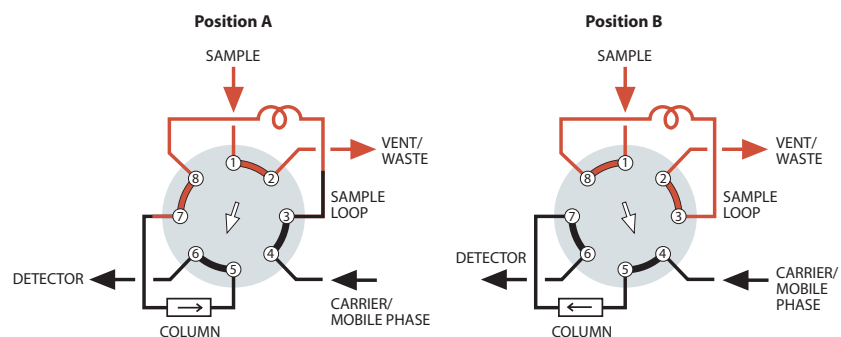 Position A
SAMPLE
VENT/
WASTE
1
2
8
SAMPLE
LOOP
7
3
6
4
5
DETECTOR
CARRIER/
MOBILE PHASE
COLUMN
Position B
SAMPLE
VENT/
WASTE
1
2
8
SAMPLE
LOOP
7
3
6
4
5
DETECTOR
CARRIER/
MOBILE
PHASE
COLUMN